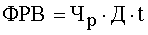 ФРВ = Чр · Д · t